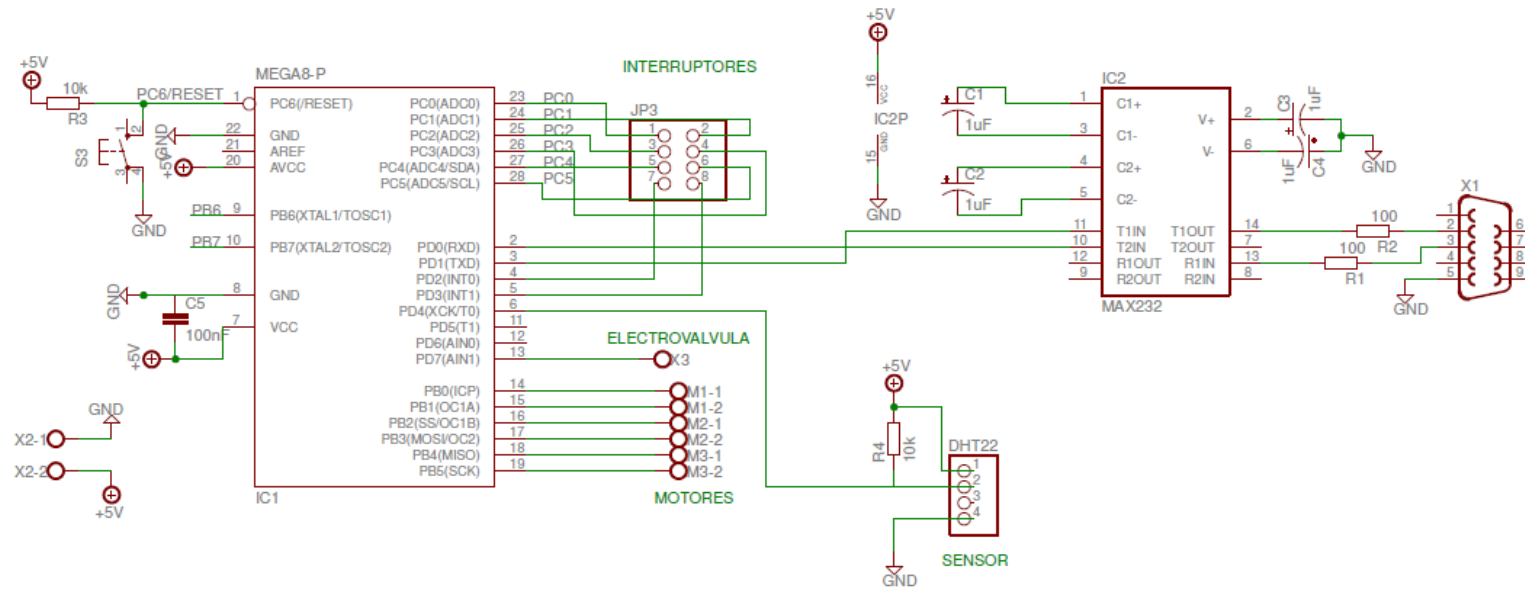 +5V
10k
R3
PC6/RESET
S3
1
2
3
4
GND
GND
+5V
MEGA8-P
1 PC6(/RESET)
22 GND
21 AREF
20 AVCC
PB6 9 PB6(XTAL1/TOSC1)
PB7 10 PB7(XTAL2/TOSC2)
8 GND
7 VCC
GND
C5
100nF
+5V
GND
X2-1
X2-2
+5V
IC1
PC0(ADC0) 23 PC0
PC1(ADC1) 24 PC1
PC2(ADC2) 25 PC2
PC3(ADC3) 26 PC3
PC4(ADC4/SDA) 27 PC4
PC5(ADC5/SCL) 28 PC5
PD0(RXD) 2
PD1(TXD) 3
PD2(INT0) 4
PD3(INT1) 5
PD4(XCK/T0) 6
PD5(T1) 11
PD6(AIN0) 12
PD7(AIN1) 13
PB0(ICP) 14
PB1(OC1A) 15
PB2(SS/OC1B) 16
PB3(MOSI/OC2) 17
PB4(MISO) 18
PB5(SCK) 19
INTERRUPTORES
JP3
1 2
3 4
5 6
7 8
ELECTROVALVULA
X3
M1-1
M1-2
M2-1
M2-2
M3-1
M3-2
MOTORES
+5V
16
VCC
IC2P
GND
15
GND
C1
1uF
C2
1uF
IC2
1 C1+
3 C1-
4 C2+
5 C2-
11 T1IN
10 T2IN
12 R1OUT
9 R2OUT
V+ 2
V- 6
T1OUT 14
T2OUT 7
R1IN 13
R2IN 8
MAX232
C3
1uF
1uF
C4
GND
100
R2
100
R1
X1
1
2
3
4
5
6
7
8
9
GND
+5V
R4
10k
DHT22
1
2
3
4
GND
SENSOR